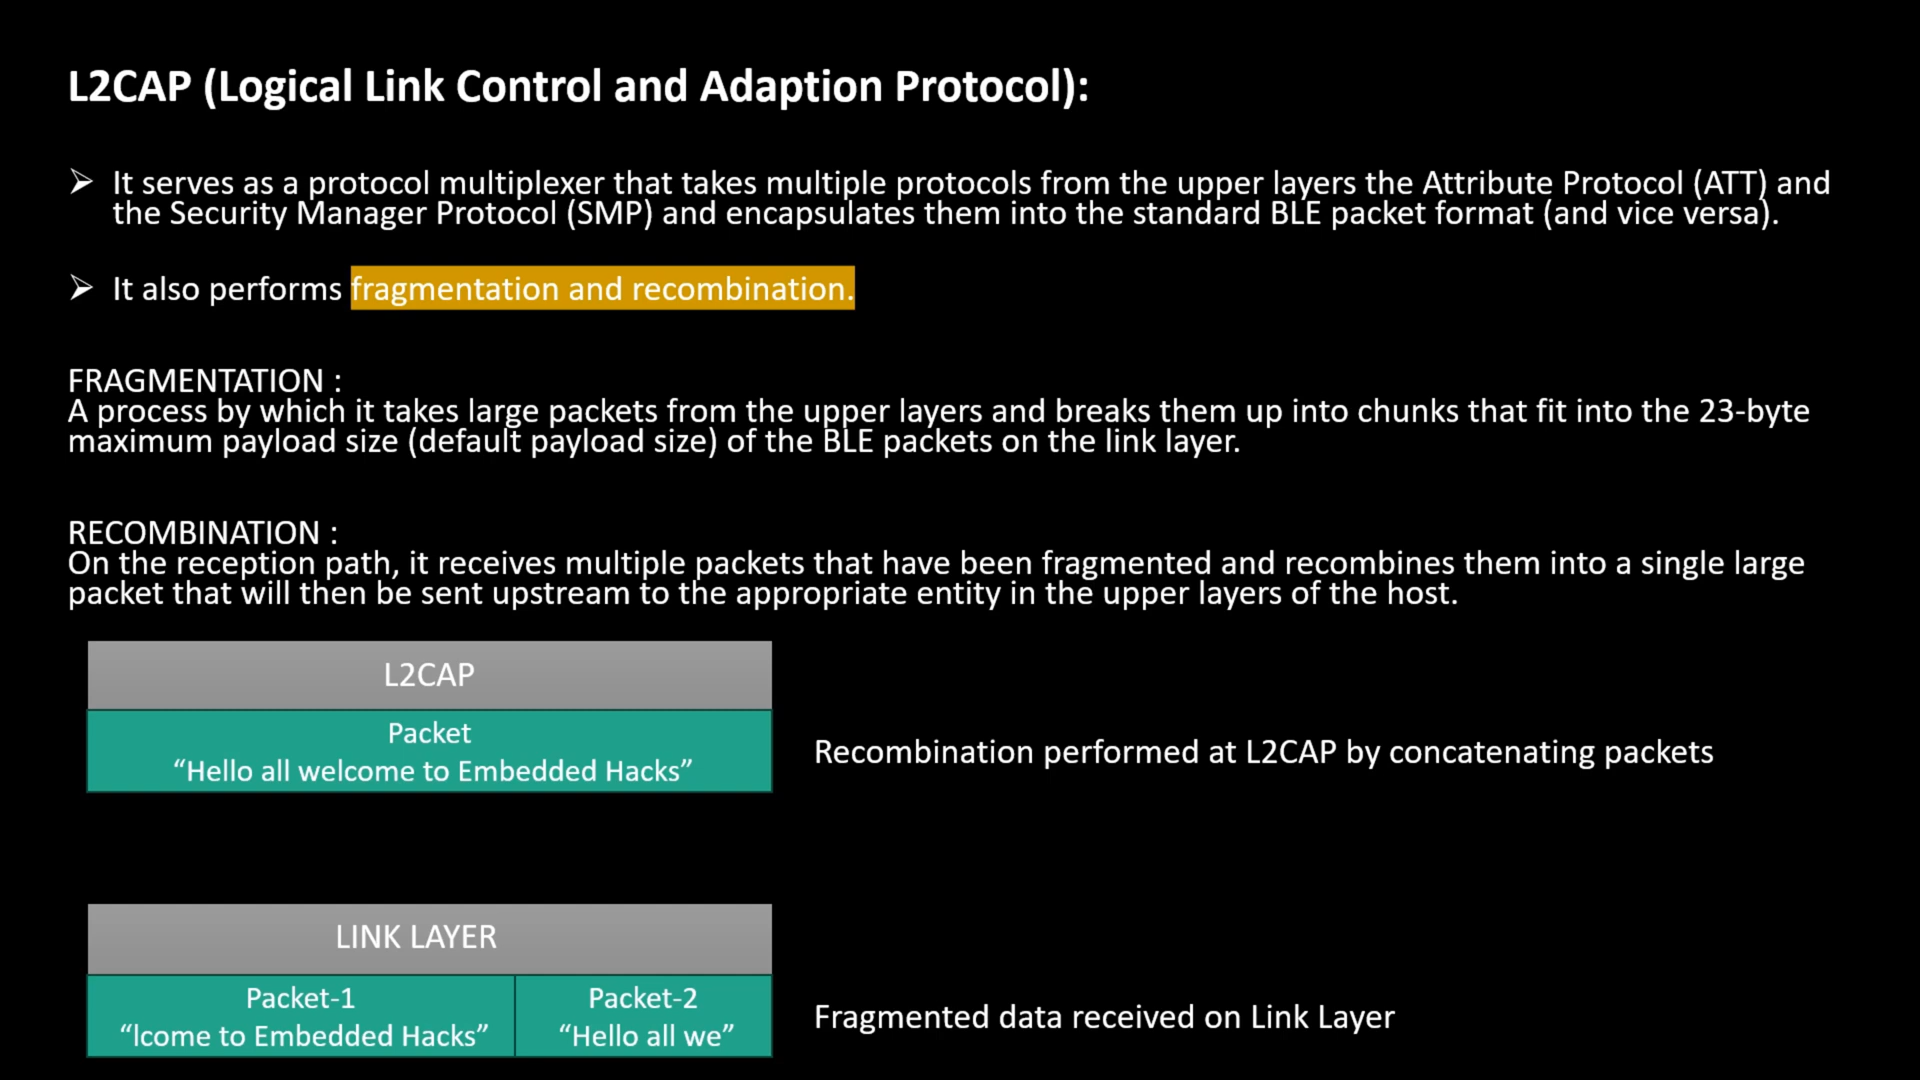 L2CAP (Logical Link Control and Adaption Protocol):
➢ It serves as a protocol multiplexer that takes multiple protocols from the upper layers the Attribute Protocol (ATT) and
the Security Manager Protocol (SMP) and encapsulates them into the standard BLE packet format (and vice versa).
➢ It also performs fragmentation and recombination.
FRAGMENTATION :
A process by which it takes large packets from the upper layers and breaks them up into chunks that fit into the 23-byte
maximum payload size (default payload size) of the BLE packets on the link layer.
RECOMBINATION :
On the reception path, it receives multiple packets that have been fragmented and recombines them into a single large
packet that will then be sent upstream to the appropriate entity in the upper layers of the host.
L2CAP
Packet
“Hello all welcome to Embedded Hacks”
Recombination performed at L2CAP by concatenating packets
LINK LAYER
Packet-1
“lcome to Embedded Hacks”
Packet-2
“Hello all we”
Fragmented data received on Link Layer